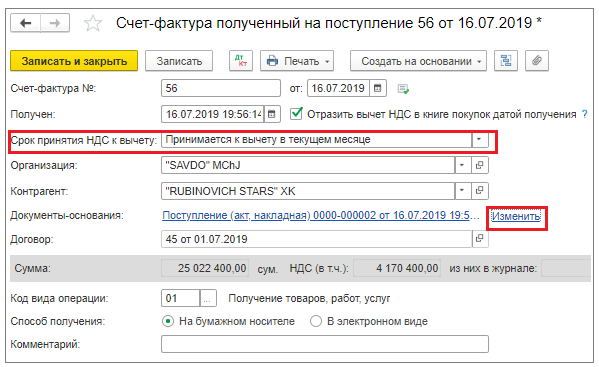 Счет-фактура полученный на поступление 56 от 16.07.2019 *
Записать и закрыть Записать Дт Кт Печать Создать на основании
Счет-фактура №: 56 от: 16.07.2019
Получен: 16.07.2019 19:56:14 Отразить вычет НДС в книге покупок датой получения ?
Срок принятия НДС к вычету: Принимается к вычету в текущем месяце
Организация: "SAVDO" MChJ
Контрагент: "RUBINOVICH STARS" XK
Документы-основания: Поступление (акт, накладная) 0000-000002 от 16.07.2019 19:5... Изменить
Договор: 45 от 01.07.2019
Сумма: 25 022 400,00 сум. НДС (в т.ч.): 4 170 400,00 из них в журнале:
Код вида операции: 01 ... Получение товаров, работ, услуг
Способ получения: На бумажном носителе В электронном виде
Комментарий: